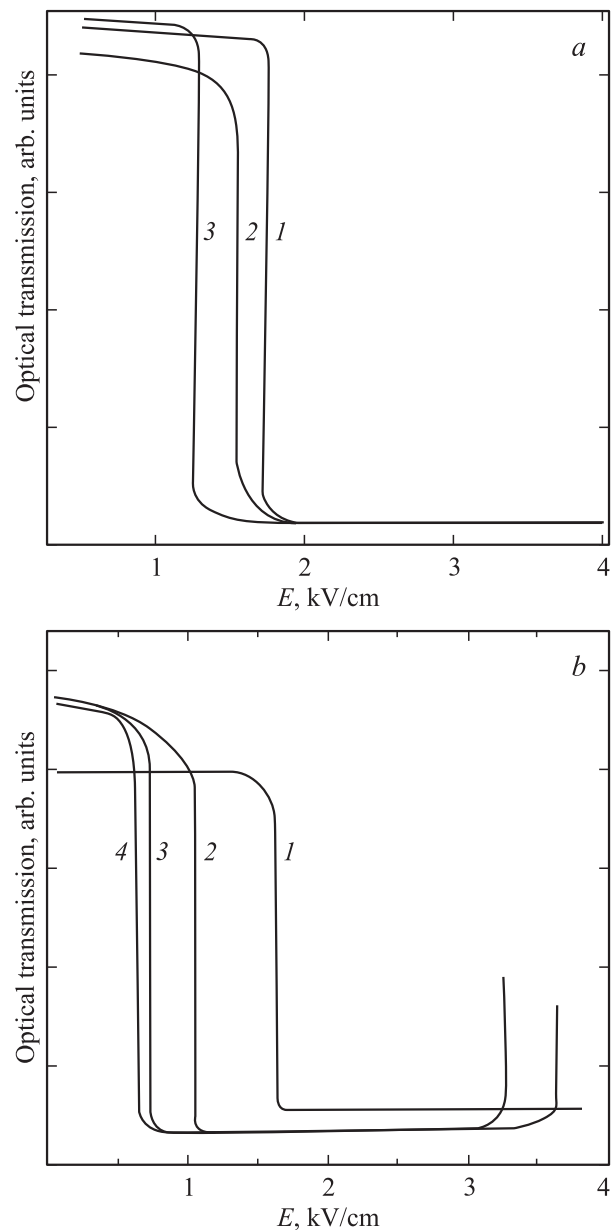 a
Optical transmission, arb. units
3 2 1
1 2 3 4
E, kV/cm
b
Optical transmission, arb. units
4 3 2 1
1 2 3 4
E, kV/cm